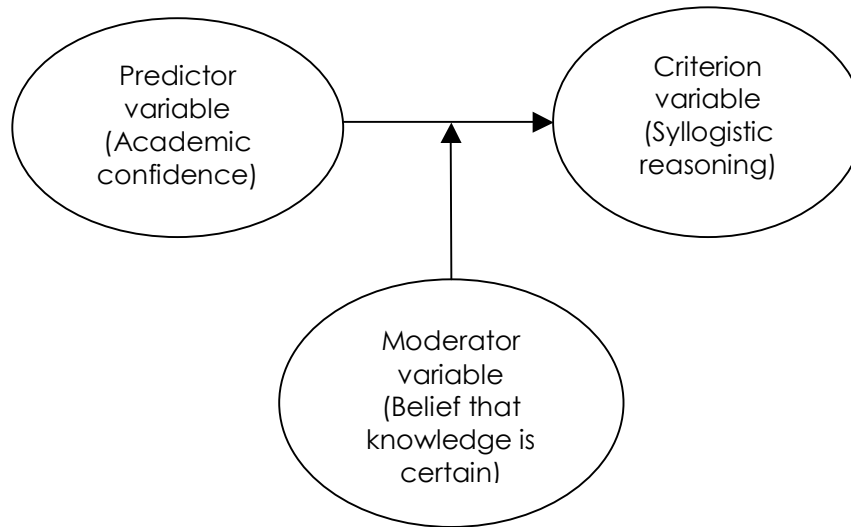 Predictor
variable
(Academic
confidence)
Criterion
variable
(Syllogistic
reasoning)
Moderator
variable
(Belief that
knowledge is
certain)